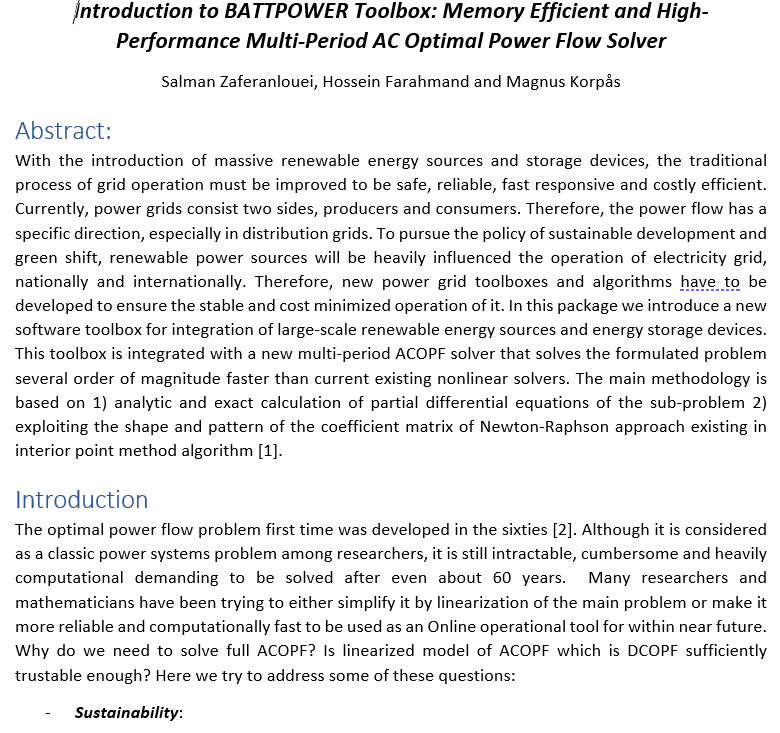 Introduction to BATTPOWER Toolbox: Memory Efficient and High-
Performance Multi-Period AC Optimal Power Flow Solver
Salman Zaferanlouei, Hossein Farahmand and Magnus Korpås
Abstract:
With the introduction of massive renewable energy sources and storage devices, the traditional
process of grid operation must be improved to be safe, reliable, fast responsive and costly efficient.
Currently, power grids consist two sides, producers and consumers. Therefore, the power flow has a
specific direction, especially in distribution grids. To pursue the policy of sustainable development and
green shift, renewable power sources will be heavily influenced the operation of electricity grid,
nationally and internationally. Therefore, new power grid toolboxes and algorithms have to be
developed to ensure the stable and cost minimized operation of it. In this package we introduce a new
software toolbox for integration of large-scale renewable energy sources and energy storage devices.
This toolbox is integrated with a new multi-period ACOPF solver that solves the formulated problem
several order of magnitude faster than current existing nonlinear solvers. The main methodology is
based on 1) analytic and exact calculation of partial differential equations of the sub-problem 2)
exploiting the shape and pattern of the coefficient matrix of Newton-Raphson approach existing in
interior point method algorithm [1].
Introduction
The optimal power flow problem first time was developed in the sixties [2]. Although it is considered
as a classic power systems problem among researchers, it is still intractable, cumbersome and heavily
computational demanding to be solved after even about 60 years. Many researchers and
mathematicians have been trying to either simplify it by linearization of the main problem or make it
more reliable and computationally fast to be used as an Online operational tool for within near future.
Why do we need to solve full ACOPF? Is linearized model of ACOPF which is DCOPF sufficiently
trustable enough? Here we try to address some of these questions:
- Sustainability: